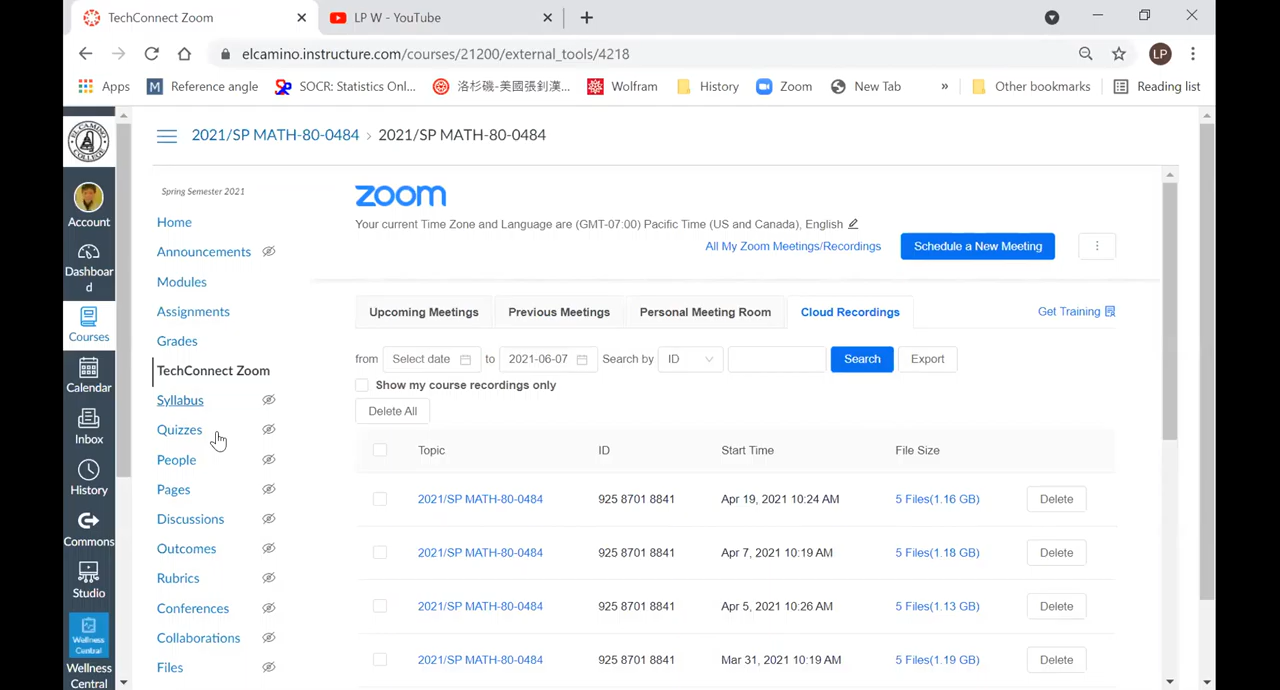 TechConnect Zoom
LP W - YouTube
elcamino.instructure.com/courses/21200/external_tools/4218
LP
Apps
Reference angle
SOCR: Statistics Onl...
洛杉磯-美國張釗漢...
Wolfram
History
Zoom
New Tab
»
Other bookmarks
Reading list
2021/SP MATH-80-0484 › 2021/SP MATH-80-0484
Account
Dashboar
d
Courses
Calendar
Inbox
History
Commons
Studio
Wellness
Central
Wellness
Central
Spring Semester 2021
Home
Announcements
Modules
Assignments
Grades
TechConnect Zoom
Syllabus
Quizzes
People
Pages
Discussions
Outcomes
Rubrics
Conferences
Collaborations
Files
zoom
Your current Time Zone and Language are (GMT-07:00) Pacific Time (US and Canada), English
All My Zoom Meetings/Recordings
Schedule a New Meeting
Upcoming Meetings
Previous Meetings
Personal Meeting Room
Cloud Recordings
Get Training
from Select date to 2021-06-07 Search by ID Search Export
Show my course recordings only
Delete All
Topic ID Start Time File Size
2021/SP MATH-80-0484 925 8701 8841 Apr 19, 2021 10:24 AM 5 Files(1.16 GB) Delete
2021/SP MATH-80-0484 925 8701 8841 Apr 7, 2021 10:19 AM 5 Files(1.18 GB) Delete
2021/SP MATH-80-0484 925 8701 8841 Apr 5, 2021 10:26 AM 5 Files(1.13 GB) Delete
2021/SP MATH-80-0484 925 8701 8841 Mar 31, 2021 10:19 AM 5 Files(1.19 GB) Delete